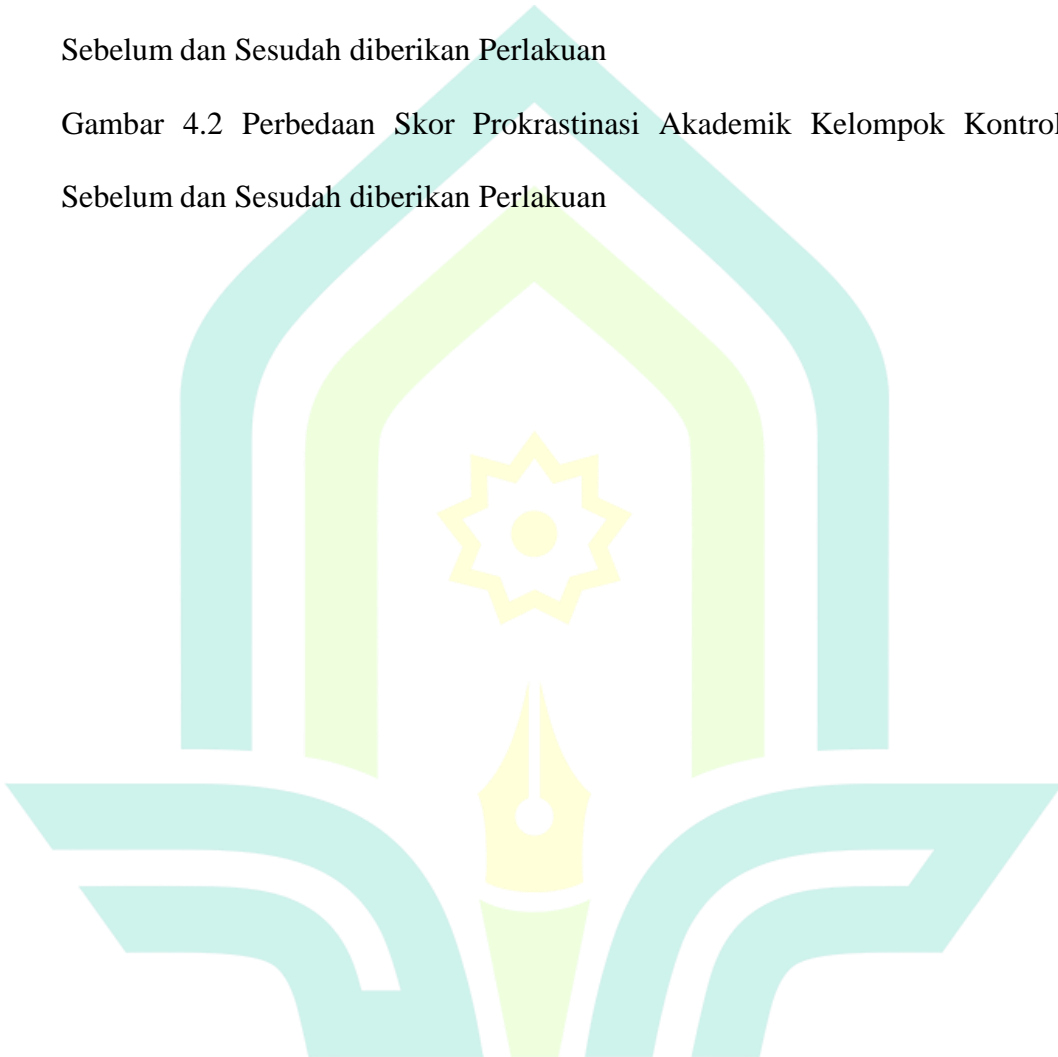 Sebelum dan Sesudah diberikan Perlakuan
Gambar 4.2 Perbedaan Skor Prokrastinasi Akademik Kelompok Kontrol
Sebelum dan Sesudah diberikan Perlakuan